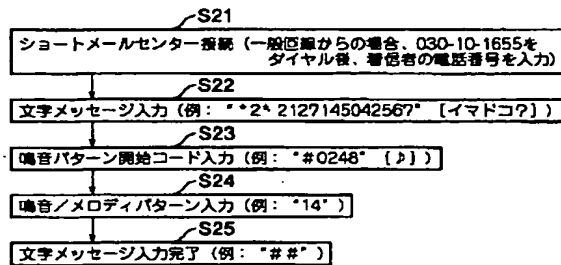 S21
ショートメールセンター接続（一般回線からの場合、030-10-1655を
ダイヤル後、着信者の電話番号を入力）
S22
文字メッセージ入力（例： "*2*2127145042567" [イマドコ?]）
S23
鳴音パターン開始コード入力（例： "#0248" [♪]）
S24
鳴音／メロディパターン入力（例： "14"）
S25
文字メッセージ入力完了（例： "##"）